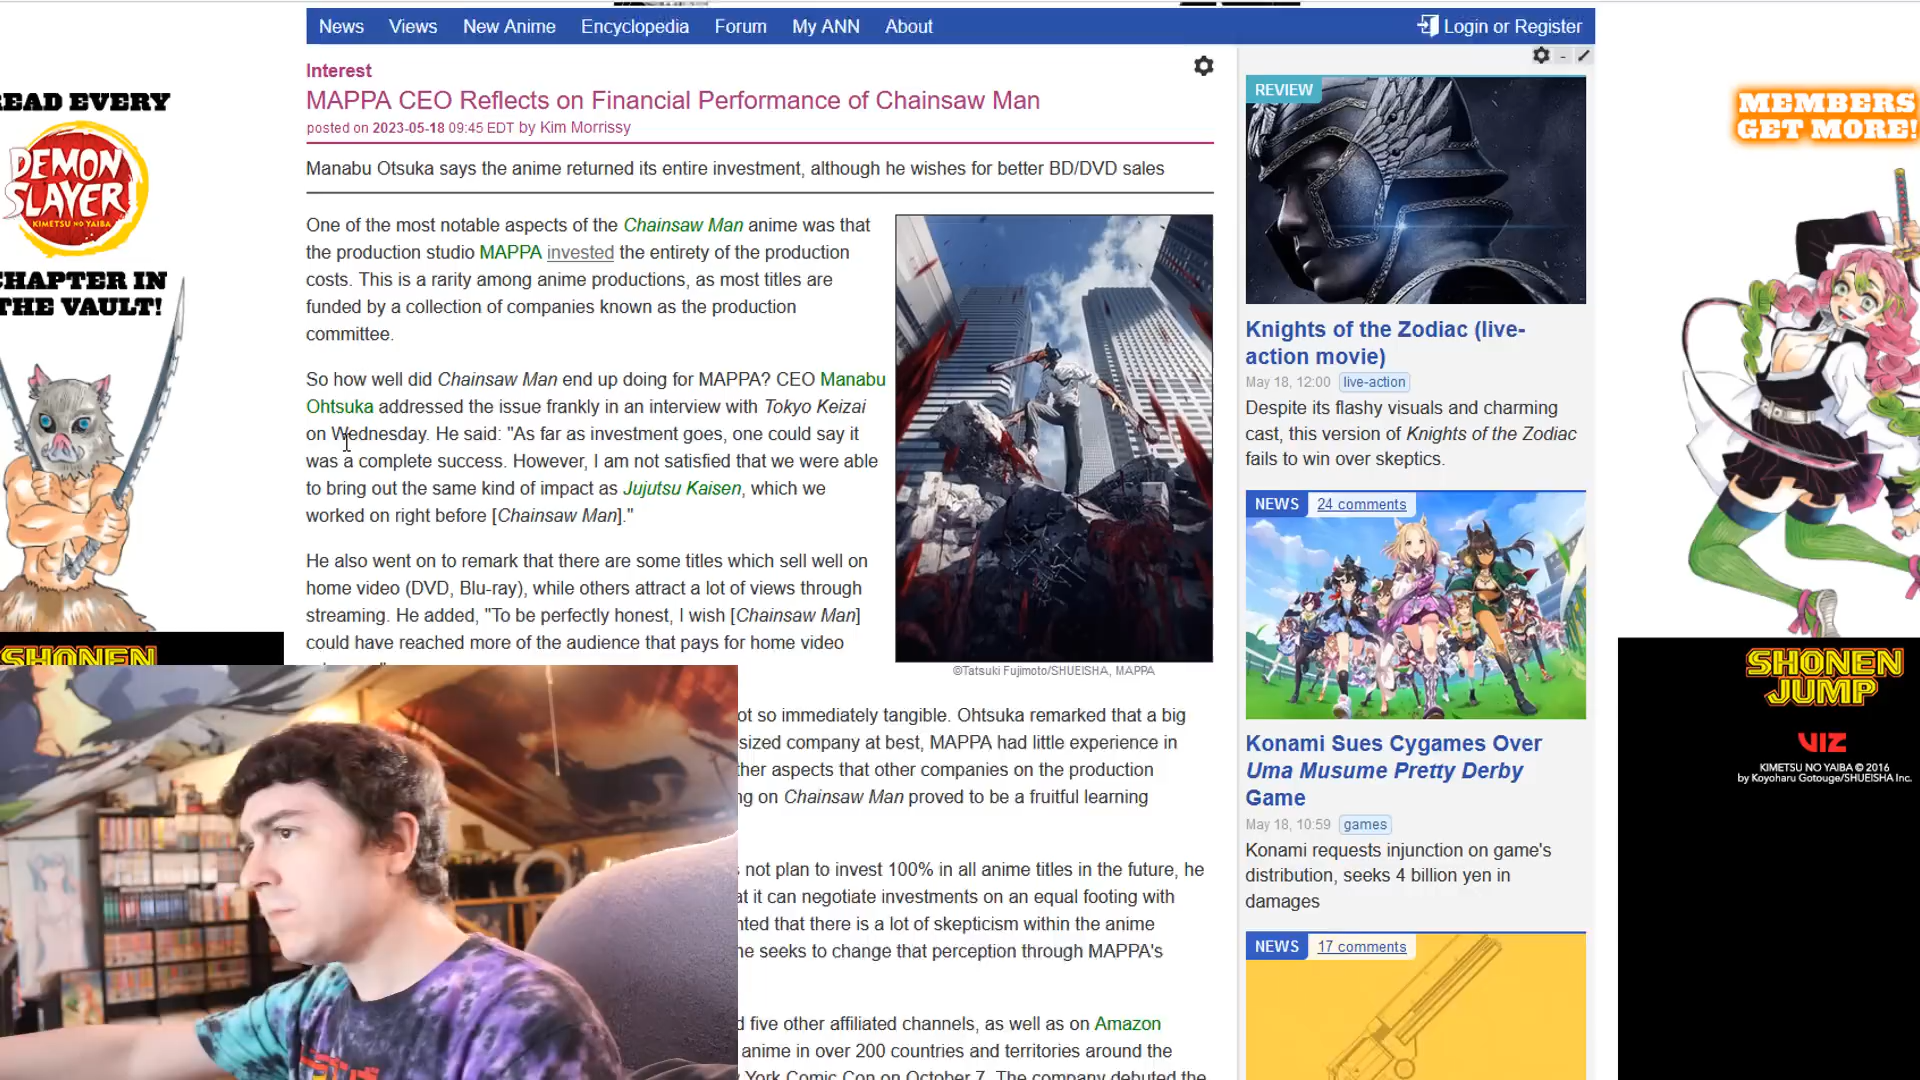 News Views New Anime Encyclopedia Forum My ANN About Login or Register
Interest
MAPPA CEO Reflects on Financial Performance of Chainsaw Man
posted on 2023-05-18 09:45 EDT by Kim Morrissy
Manabu Otsuka says the anime returned its entire investment, although he wishes for better BD/DVD sales
One of the most notable aspects of the Chainsaw Man anime was that
the production studio MAPPA invested the entirety of the production
costs. This is a rarity among anime productions, as most titles are
funded by a collection of companies known as the production
committee.
So how well did Chainsaw Man end up doing for MAPPA? CEO Manabu
Ohtsuka addressed the issue frankly in an interview with Tokyo Keizai
on Wednesday. He said: "As far as investment goes, one could say it
was a complete success. However, I am not satisfied that we were able
to bring out the same kind of impact as Jujutsu Kaisen, which we
worked on right before [Chainsaw Man]."
He also went on to remark that there are some titles which sell well on
home video (DVD, Blu-ray), while others attract a lot of views through
streaming. He added, "To be perfectly honest, I wish [Chainsaw Man]
could have reached more of the audience that pays for home video
©Tatsuki Fujimoto/SHUEISHA, MAPPA
ot so immediately tangible. Ohtsuka remarked that a big
sized company at best, MAPPA had little experience in
ther aspects that other companies on the production
ng on Chainsaw Man proved to be a fruitful learning
not plan to invest 100% in all anime titles in the future, he
at it can negotiate investments on an equal footing with
nted that there is a lot of skepticism within the anime
he seeks to change that perception through MAPPA's
d five other affiliated channels, as well as on Amazon
anime in over 200 countries and territories around the
York Comic Con on October 7. The company debuted the
REVIEW
Knights of the Zodiac (live-
action movie)
May 18, 12:00 live-action
Despite its flashy visuals and charming
cast, this version of Knights of the Zodiac
fails to win over skeptics.
NEWS 24 comments
Konami Sues Cygames Over
Uma Musume Pretty Derby
Game
May 18, 10:59 games
Konami requests injunction on game's
distribution, seeks 4 billion yen in
damages
NEWS 17 comments
READ EVERY
DEMON
SLAYER
KIMETSU NO YAIBA
CHAPTER IN
THE VAULT!
SHONEN
MEMBERS
GET MORE!
SHONEN
JUMP
VIZ
KIMETSU NO YAIBA © 2016
by Koyoharu Gotouge/SHUEISHA Inc.